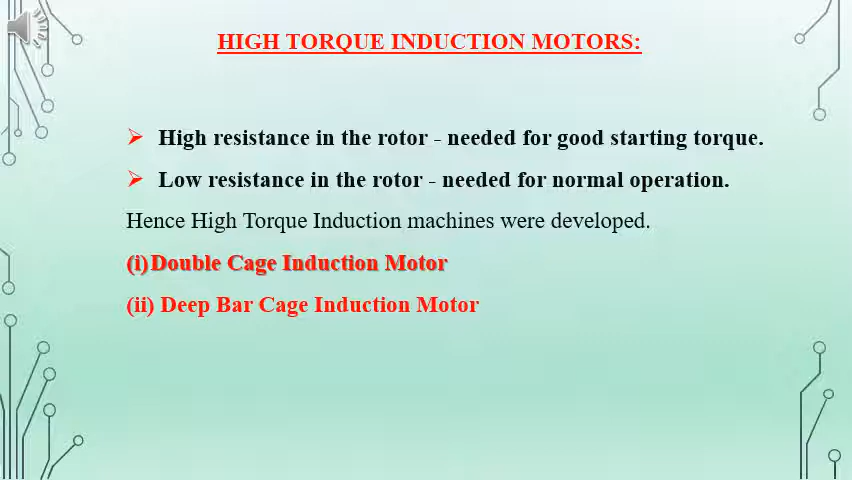 HIGH TORQUE INDUCTION MOTORS:
➢ High resistance in the rotor - needed for good starting torque.
➢ Low resistance in the rotor - needed for normal operation.
Hence High Torque Induction machines were developed.
(i)Double Cage Induction Motor
(ii) Deep Bar Cage Induction Motor